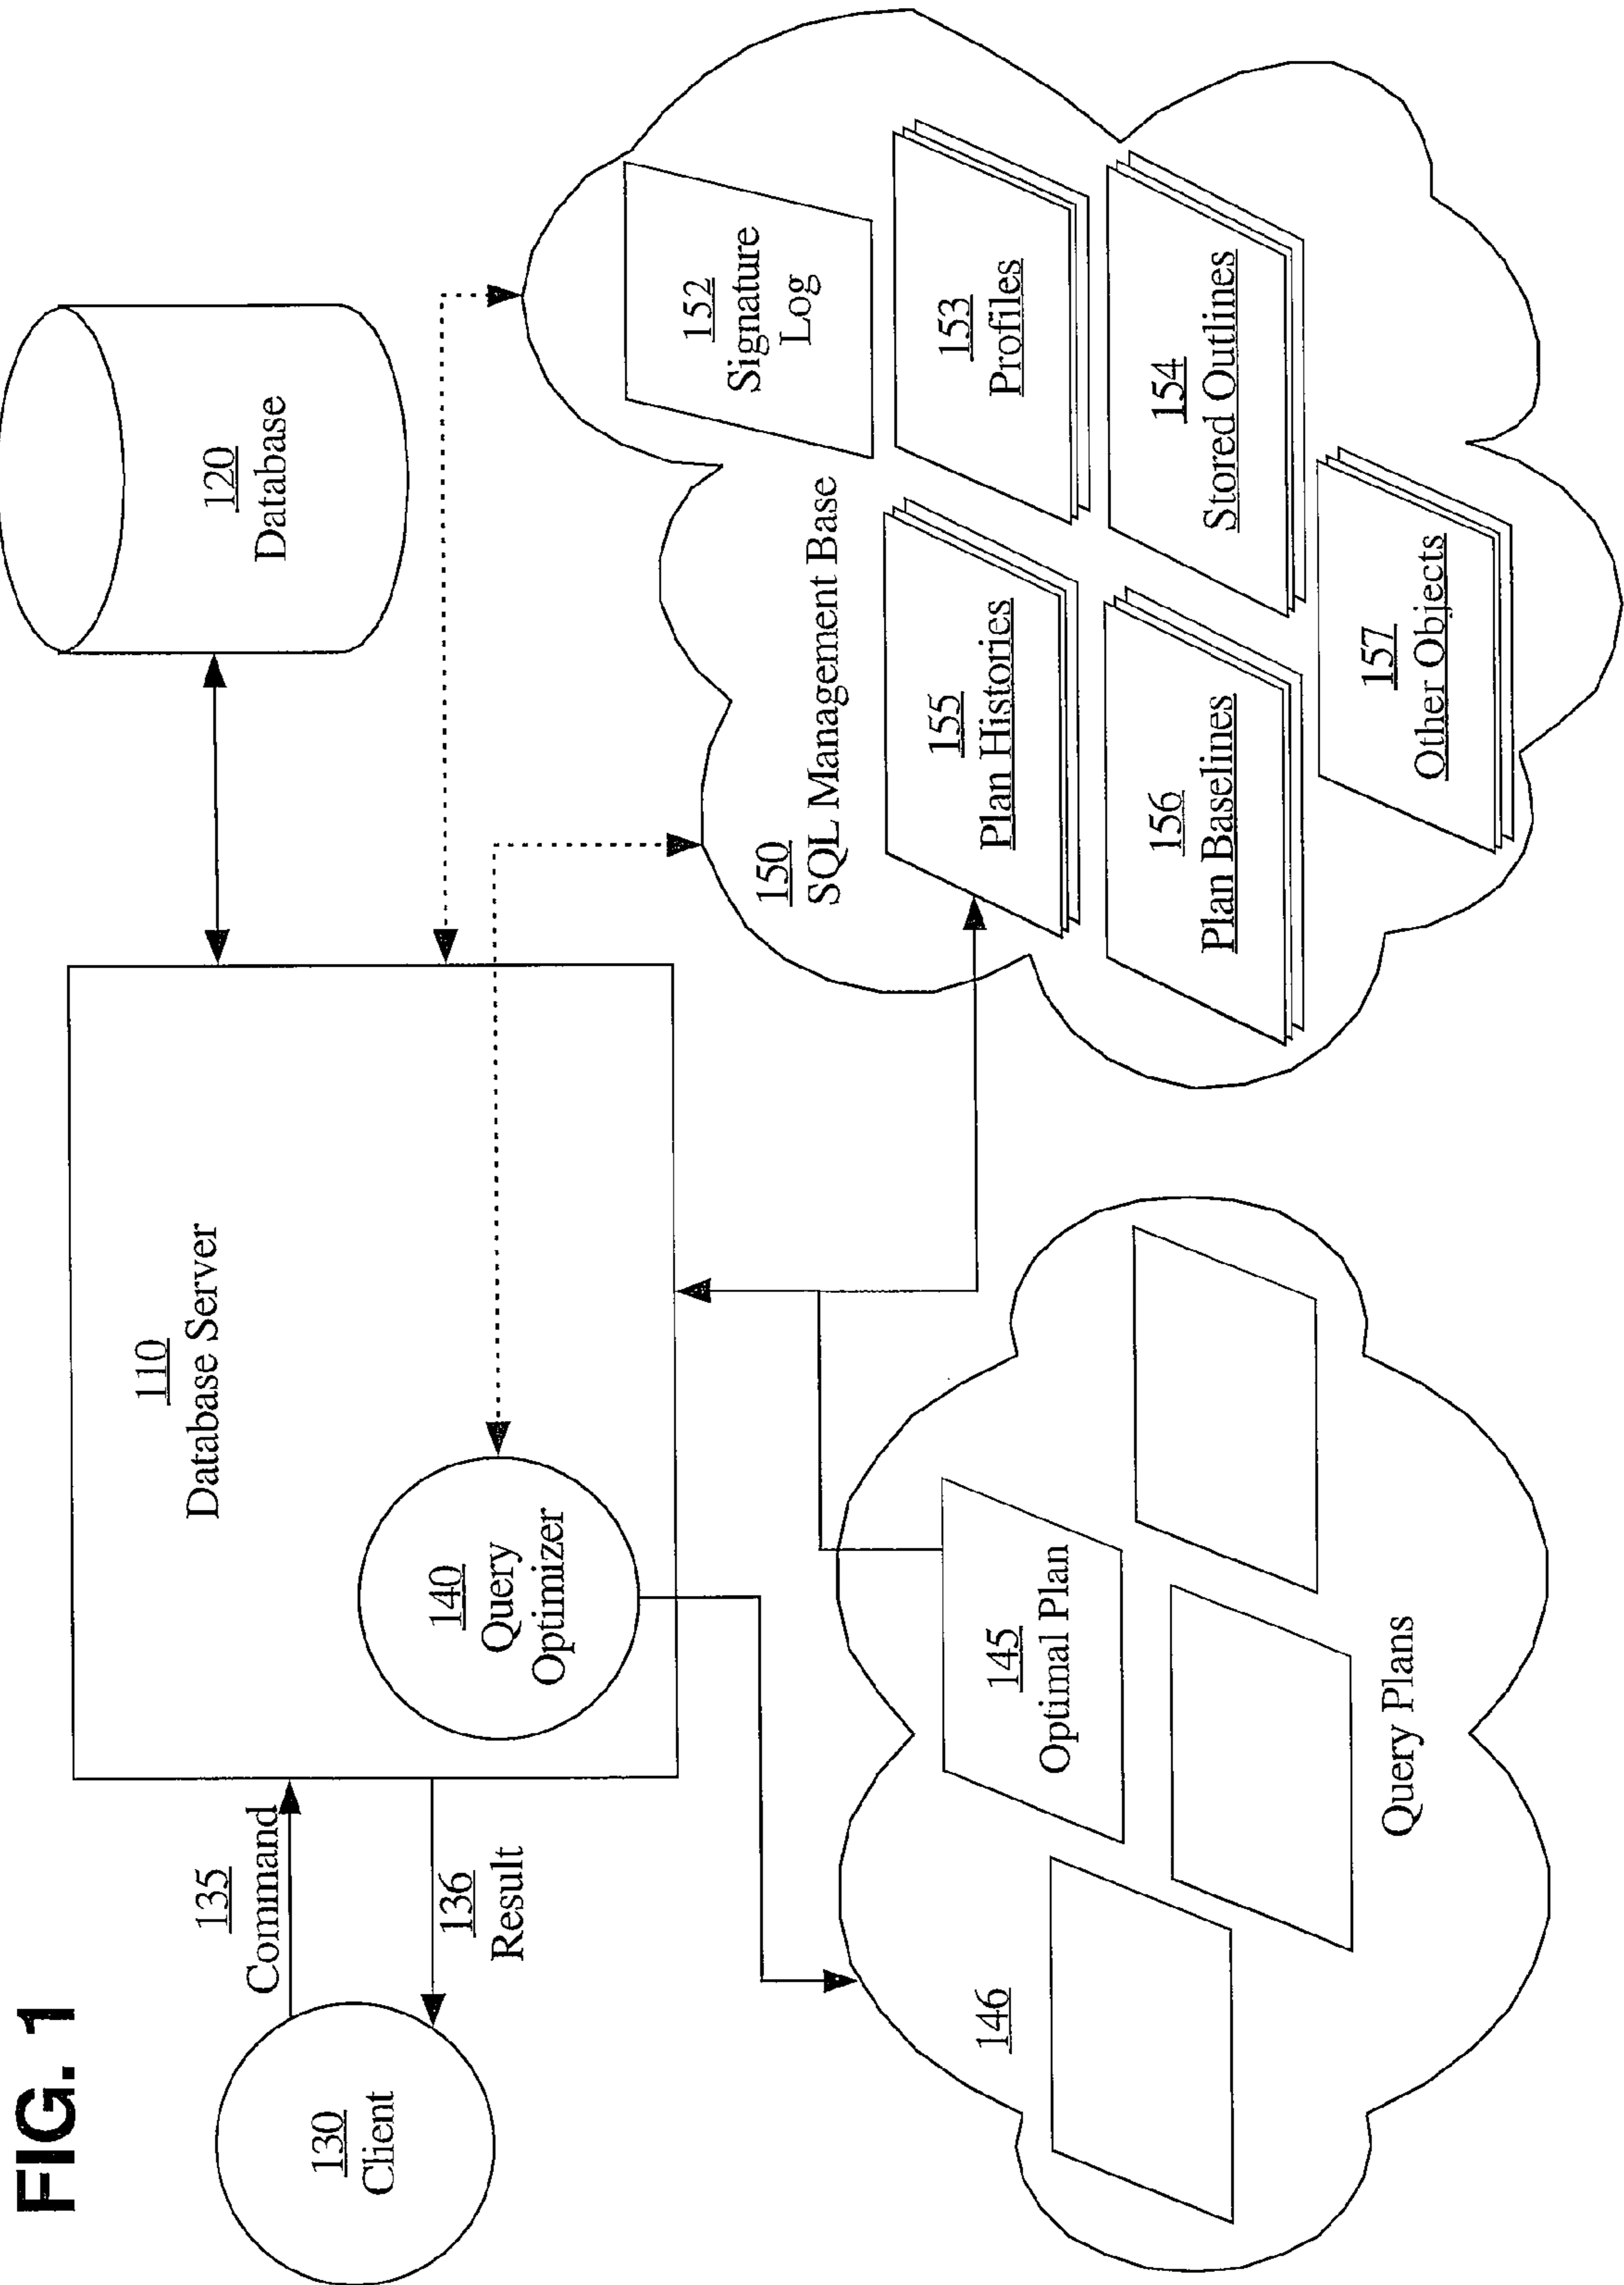 FIG. 1
130
Client
135
Command
136
Result
110
Database Server
140
Query
Optimizer
120
Database
146
145
Optimal Plan
Query Plans
150
SQL Management Base
152
Signature
Log
155
Plan Histories
153
Profiles
156
Plan Baselines
154
Stored Outlines
157
Other Objects